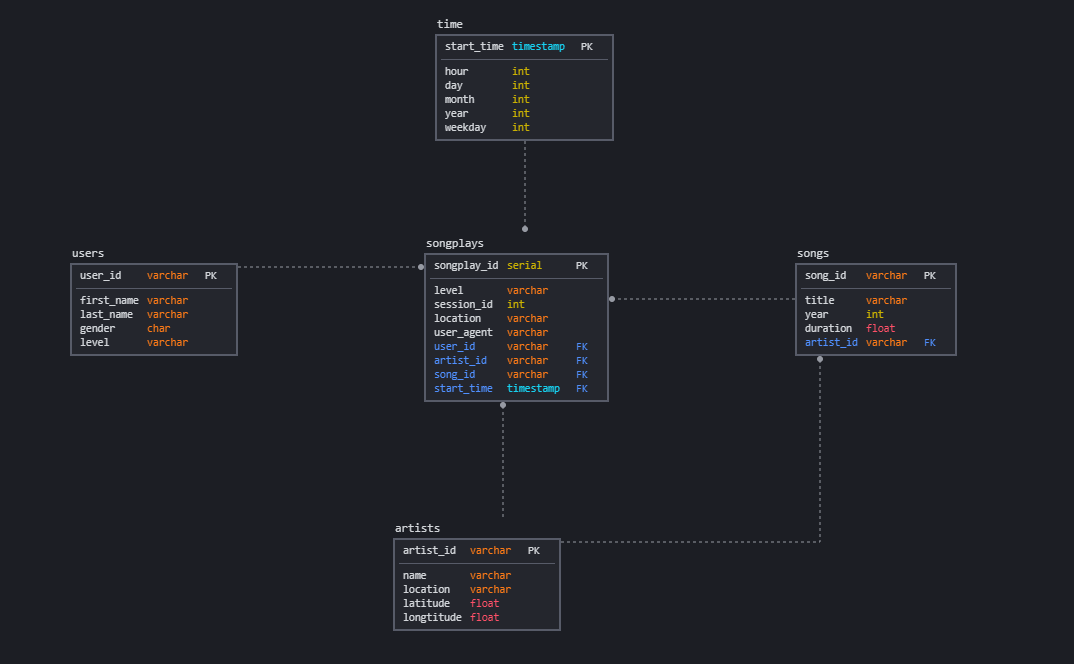 time
start_time timestamp PK
hour int
day int
month int
year int
weekday int
users
user_id varchar PK
first_name varchar
last_name varchar
gender char
level varchar
songplays
songplay_id serial PK
level varchar
session_id int
location varchar
user_agent varchar
user_id varchar FK
artist_id varchar FK
song_id varchar FK
start_time timestamp FK
songs
song_id varchar PK
title varchar
year int
duration float
artist_id varchar FK
artists
artist_id varchar PK
name varchar
location varchar
latitude float
longtitude float